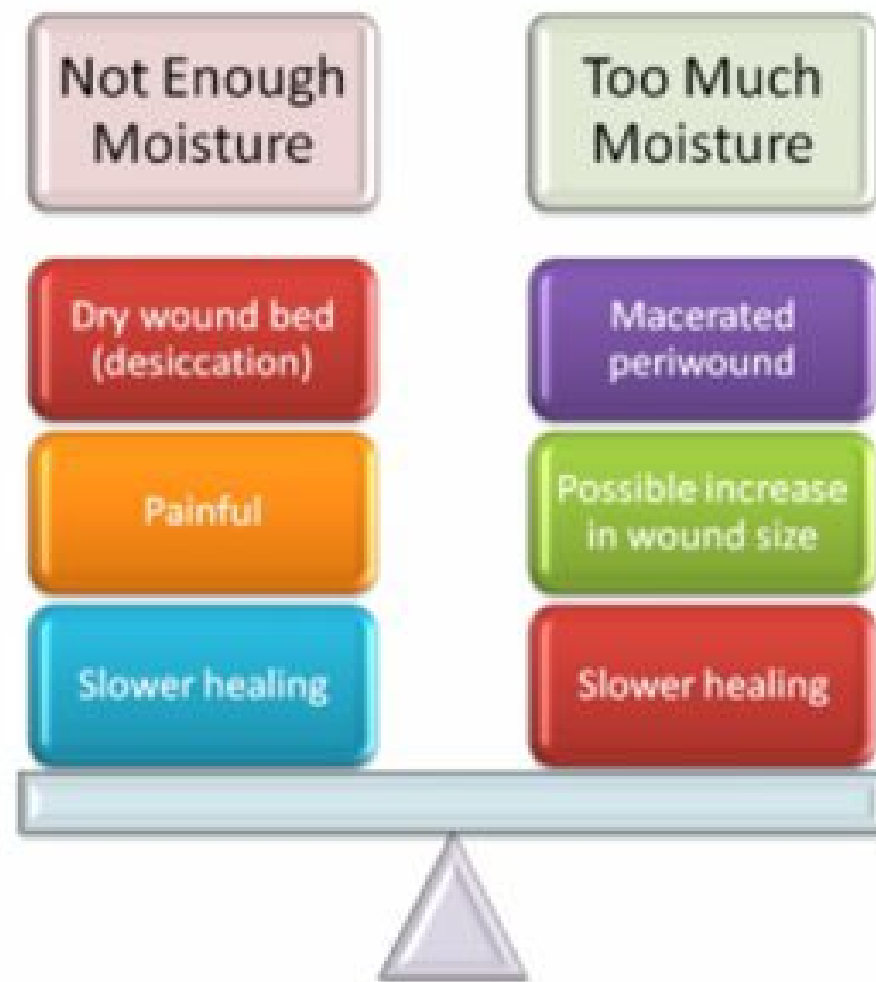 Not Enough
Moisture
Too Much
Moisture
Dry wound bed
(desiccation)
Painful
Slower healing
Macerated
periwound
Possible increase
in wound size
Slower healing